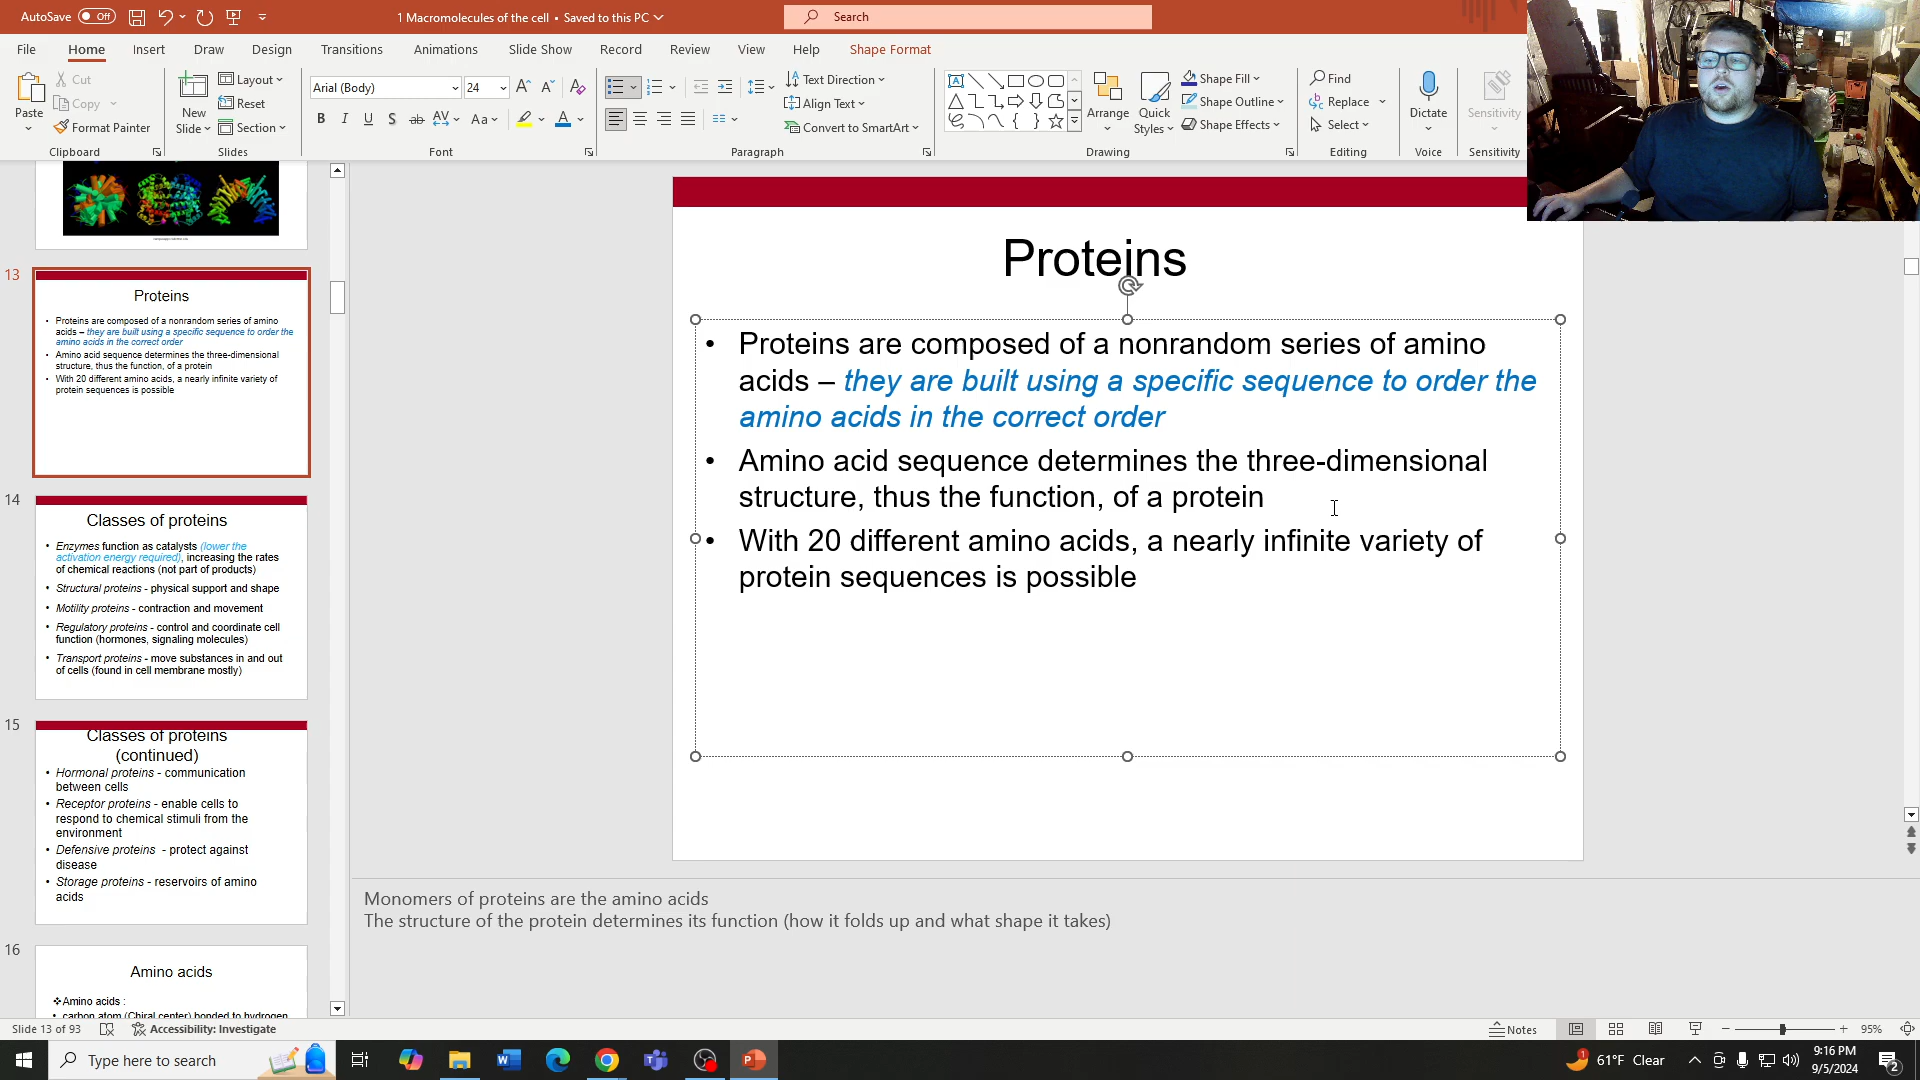 AutoSave Off 1 Macromolecules of the cell • Saved to this PC Search
File Home Insert Draw Design Transitions Animations Slide Show Record Review View Help Shape Format
Paste Cut Copy Format Painter
Clipboard
New Slide Layout Reset Section
Slides
Arial (Body) 24
B I U S ab AV Aa A
Font
Text Direction
Align Text
Convert to SmartArt
Paragraph
Arrange Quick Styles Shape Fill Shape Outline Shape Effects
Drawing
Find
Replace
Select
Editing
Dictate
Voice
Sensitivity
Sensitivity
13
Proteins
• Proteins are composed of a nonrandom series of amino
acids – they are built using a specific sequence to order the
amino acids in the correct order
• Amino acid sequence determines the three-dimensional
structure, thus the function, of a protein
• With 20 different amino acids, a nearly infinite variety of
protein sequences is possible
14
Classes of proteins
• Enzymes function as catalysts (lower the
activation energy required), increasing the rates
of chemical reactions (not part of products)
• Structural proteins - physical support and shape
• Motility proteins - contraction and movement
• Regulatory proteins - control and coordinate cell
function (hormones, signaling molecules)
• Transport proteins - move substances in and out
of cells (found in cell membrane mostly)
15
Classes of proteins
(continued)
• Hormonal proteins - communication
between cells
• Receptor proteins - enable cells to
respond to chemical stimuli from the
environment
• Defensive proteins - protect against
disease
• Storage proteins - reservoirs of amino
acids
16
Amino acids
❖Amino acids :
• carbon atom (Chiral center) bonded to hydrogen
Proteins
• Proteins are composed of a nonrandom series of amino
acids – they are built using a specific sequence to order the
amino acids in the correct order
• Amino acid sequence determines the three-dimensional
structure, thus the function, of a protein
• With 20 different amino acids, a nearly infinite variety of
protein sequences is possible
Monomers of proteins are the amino acids
The structure of the protein determines its function (how it folds up and what shape it takes)
Slide 13 of 93 Accessibility: Investigate Notes 95%
Type here to search 61°F Clear 9:16 PM
9/5/2024
2